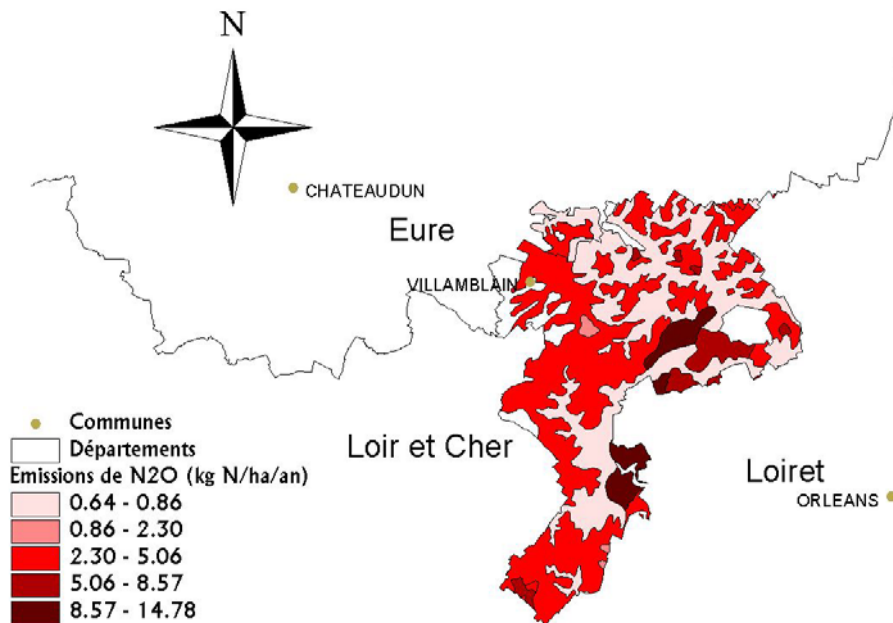 N
CHATEAUDUN
Eure
VILLAMBLAIN
Loir et Cher
Loiret
ORLEANS
Communes
Départements
Emissions de N2O (kg N/ha/an)
0.64 - 0.86
0.86 - 2.30
2.30 - 5.06
5.06 - 8.57
8.57 - 14.78